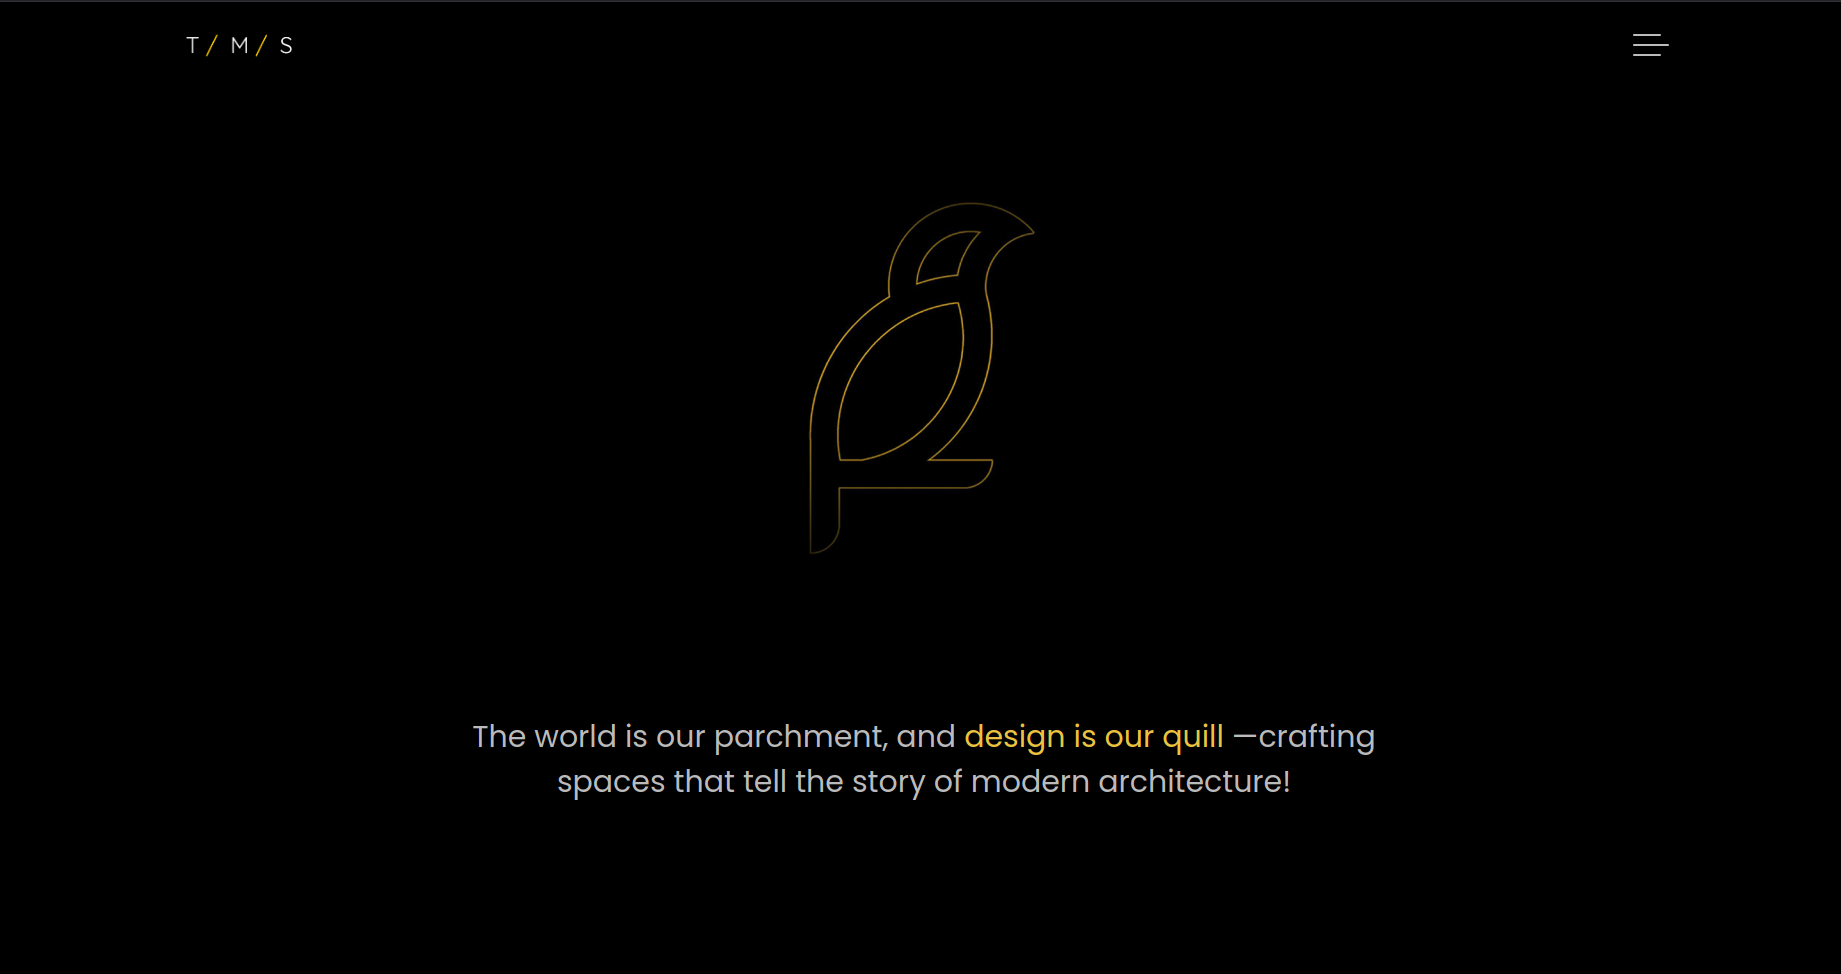 T/ M/ S
The world is our parchment, and design is our quill —crafting
spaces that tell the story of modern architecture!